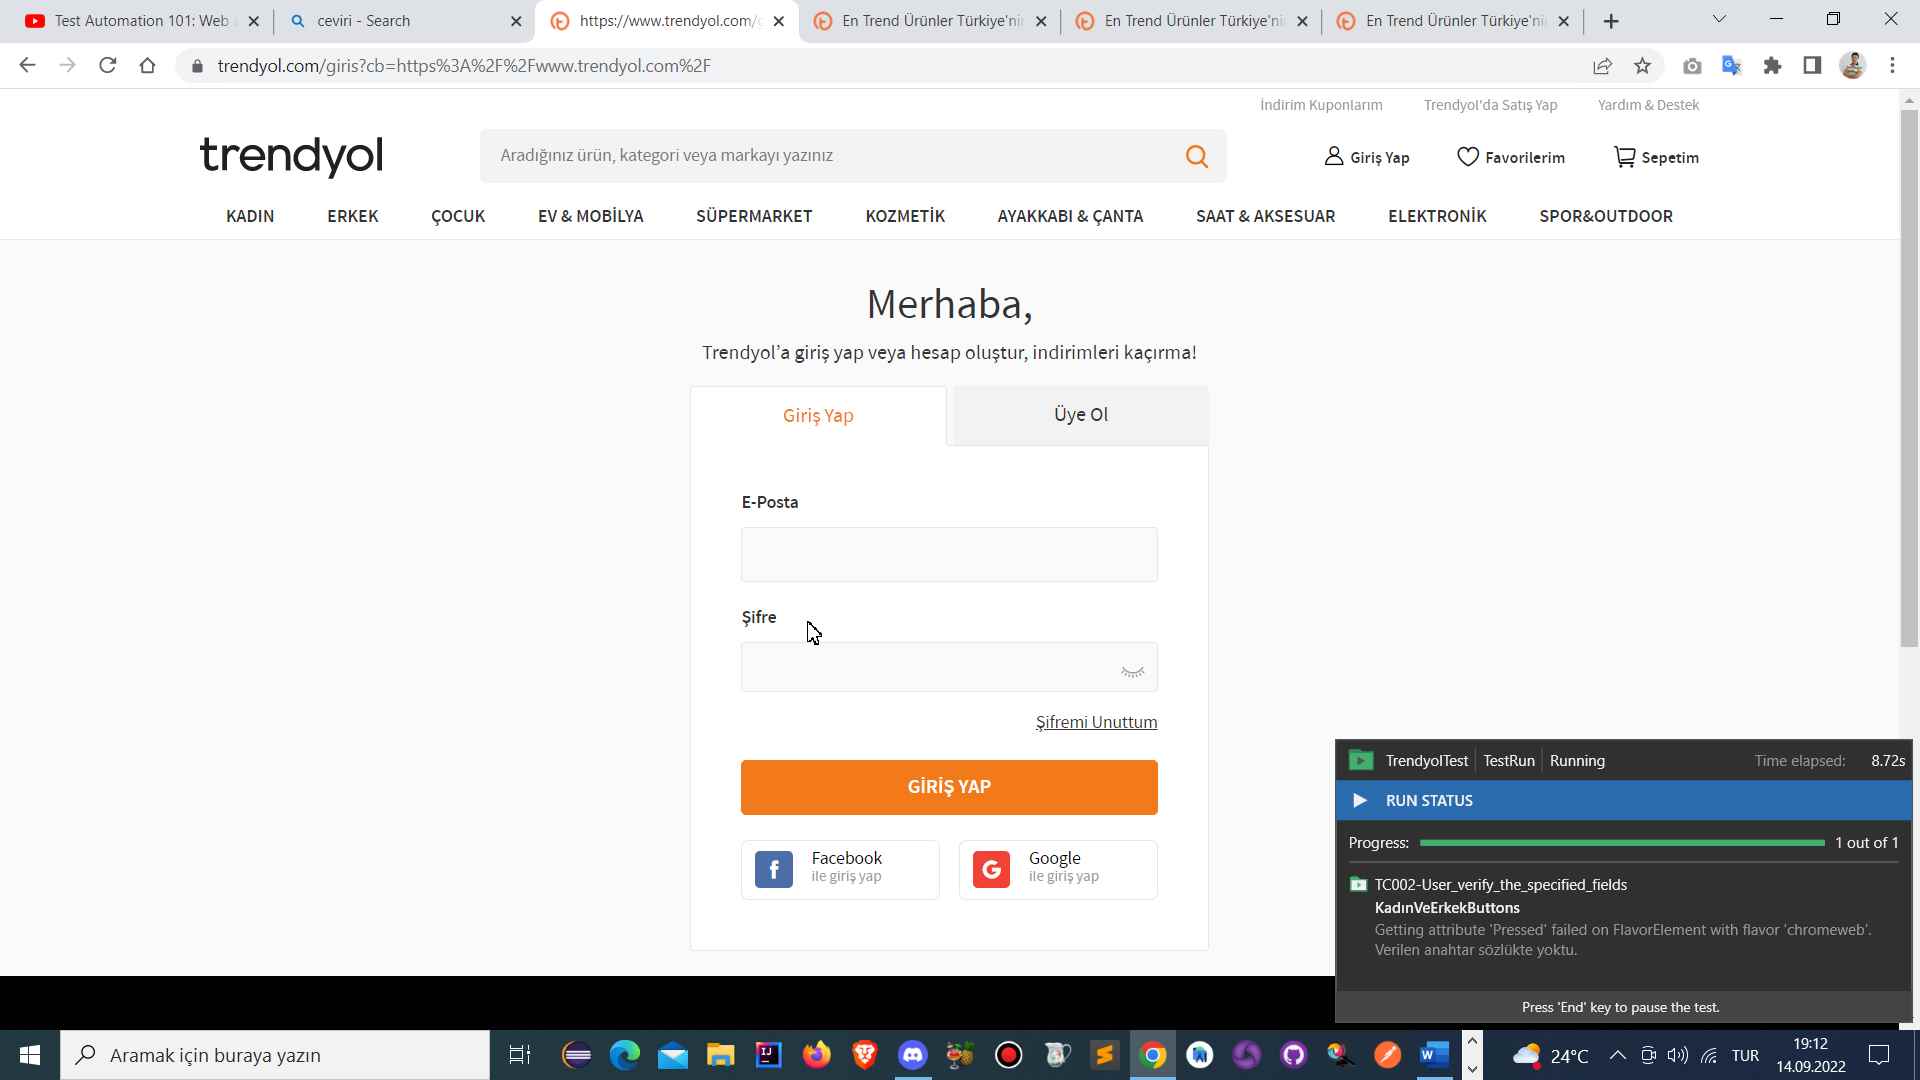 Test Automation 101: Web
ceviri - Search
https://www.trendyol.com/
En Trend Ürünler Türkiye'nin
En Trend Ürünler Türkiye'nin
En Trend Ürünler Türkiye'nin
trendyol.com/giris?cb=https%3A%2F%2Fwww.trendyol.com%2F
İndirim Kuponlarım
Trendyol'da Satış Yap
Yardım & Destek
trendyol
Aradığınız ürün, kategori veya markayı yazınız
Giriş Yap
Favorilerim
Sepetim
KADIN
ERKEK
ÇOCUK
EV & MOBİLYA
SÜPERMARKET
KOZMETİK
AYAKKABI & ÇANTA
SAAT & AKSESUAR
ELEKTRONİK
SPOR&OUTDOOR
Merhaba,
Trendyol’a giriş yap veya hesap oluştur, indirimleri kaçırma!
Giriş Yap
Üye Ol
E-Posta
Şifre
Şifremi Unuttum
GİRİŞ YAP
Facebook
ile giriş yap
Google
ile giriş yap
TrendyolTest
TestRun
Running
Time elapsed:
8.72s
RUN STATUS
Progress:
1 out of 1
TC002-User_verify_the_specified_fields
KadınVeErkekButtons
Getting attribute 'Pressed' failed on FlavorElement with flavor 'chromeweb'.
Verilen anahtar sözlükte yoktu.
Press 'End' key to pause the test.
Aramak için buraya yazın
24°C
TUR
19:12
14.09.2022